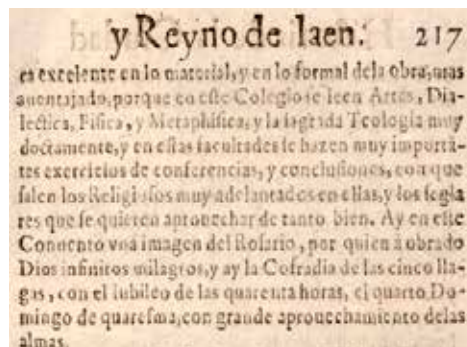 y Reyno de Iaen. 217
es excelente en lo material, y en lo formal dela obra, mas
auentajado, porque en este Colegio se leen Artes, Dia-
lectica, Fisica, y Metaphisica, y la sagrada Teologia muy
doctamente, y en estas facultades se hazen muy importã-
tes exercicios de conferencias, y conclusiones, con que
salen los Religiosos muy adelantados en ellas, y los segla
res que se quieren aprouechar de tanto bien. Ay en este
Conuento vna imagen del Rosario, por quien à obrado
Dios infinitos milagros, y ay la Cofradia de las cinco lla-
gas, con el Iubileo de las quarenta horas, el quarto Do-
mingo de quaresma, con grande aprouechamiento delas
almas.